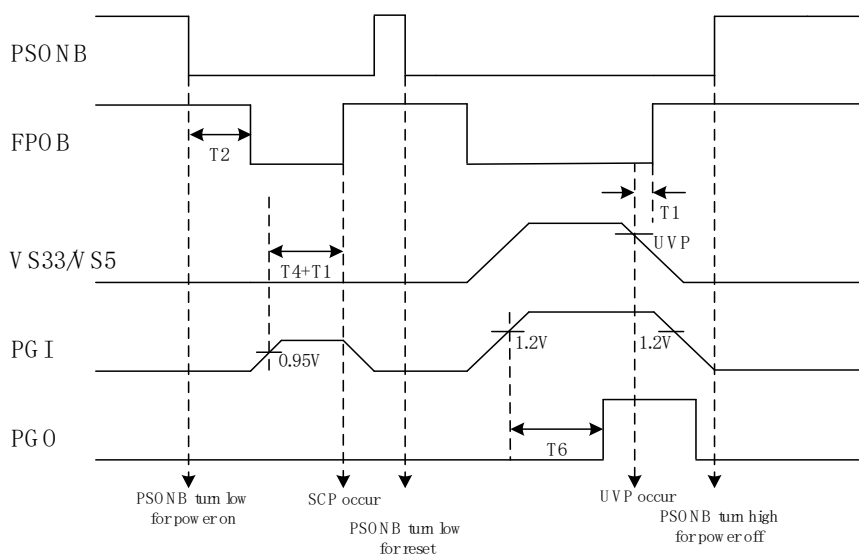 PSONB
FPOB
T2
T1
VS33/VS5
T4+T1
UVP
PGI
0.95V
1.2V
1.2V
PGO
T6
PSONB turn low
for power on
SCP occur
PSONB turn low
for reset
UVP occur
PSONB turn high
for power off